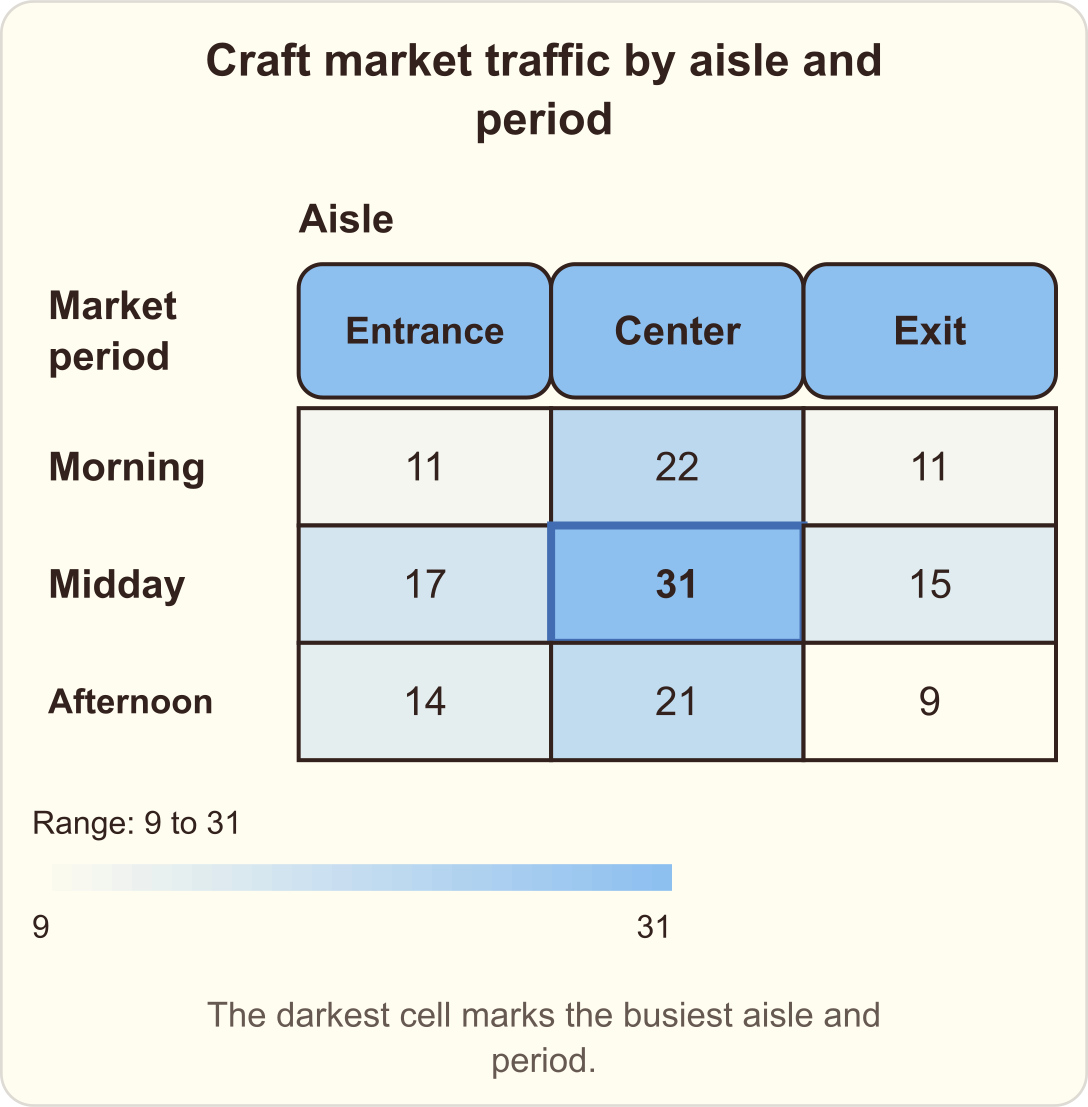 Craft market traffic by aisle and
period
Aisle
Market
period
Entrance
Center
Exit
Morning
11
22
11
Midday
17
31
15
Afternoon
14
21
9
Range: 9 to 31
9
31
The darkest cell marks the busiest aisle and
period.